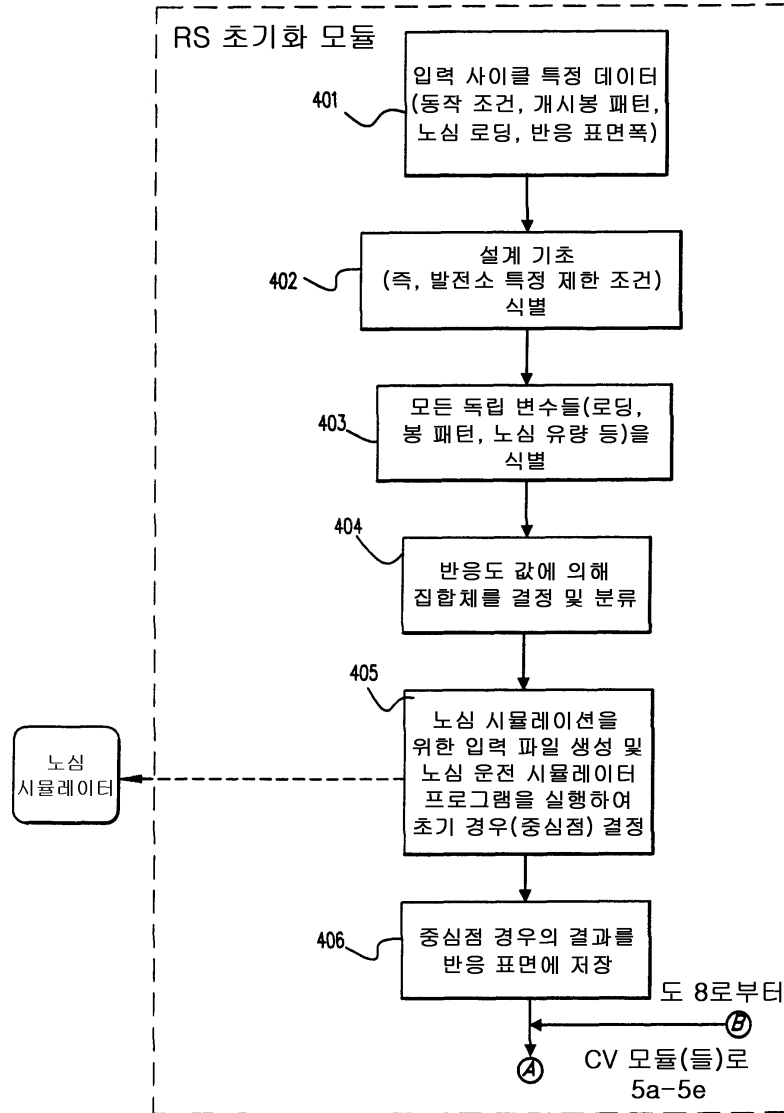 RS 초기화 모듈
401
입력 사이클 특정 데이터
(동작 조건, 개시봉 패턴,
노심 로딩, 반응 표면폭)
402
설계 기초
(즉, 발전소 특정 제한 조건)
식별
403
모든 독립 변수들(로딩,
봉 패턴, 노심 유량 등)을
식별
404
반응도 값에 의해
집합체를 결정 및 분류
405
노심 시뮬레이션을
위한 입력 파일 생성 및
노심 운전 시뮬레이터
프로그램을 실행하여
초기 경우(중심점) 결정
노심
시뮬레이터
406
중심점 경우의 결과를
반응 표면에 저장
도 8로부터
B
A
CV 모듈(들)로
5a-5e